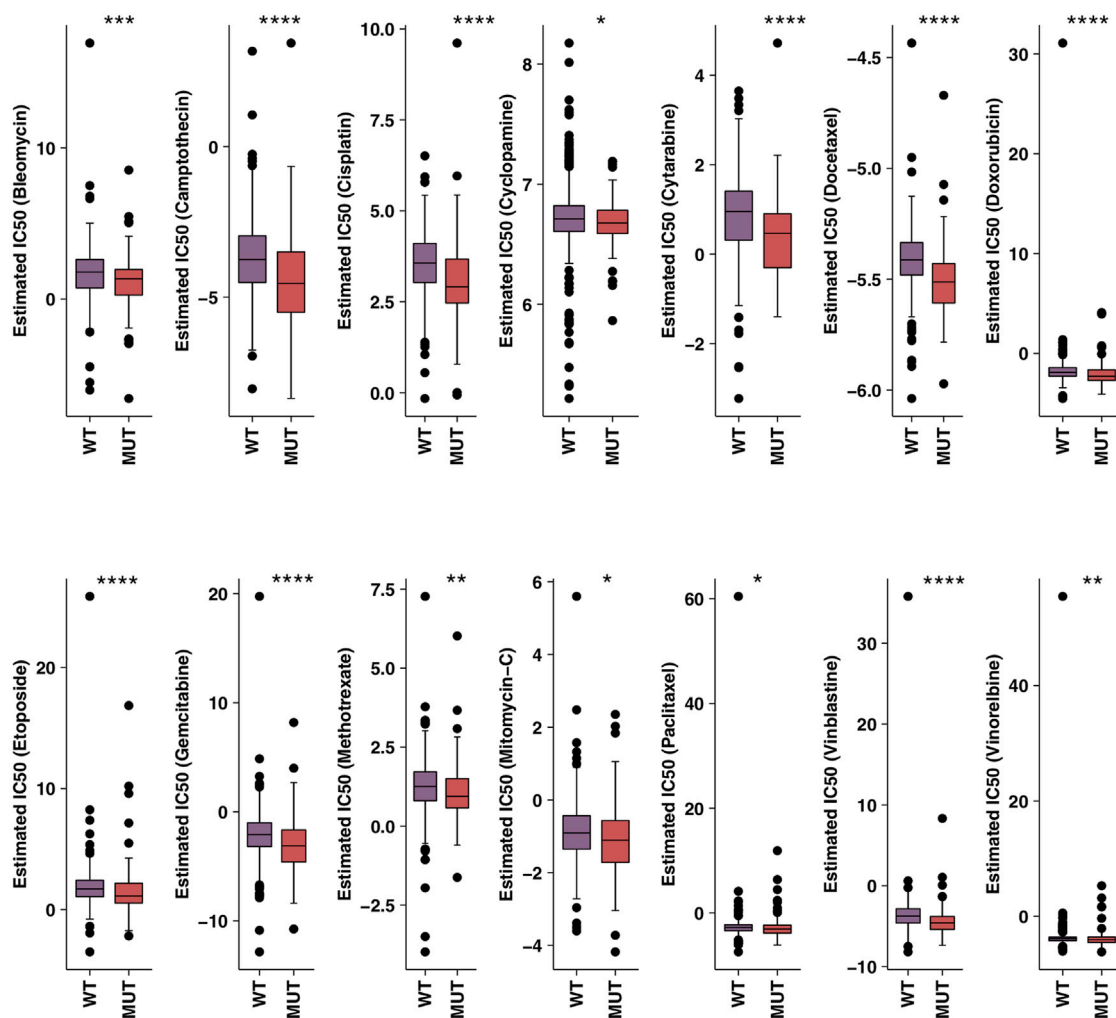 ***
Estimated IC50 (Bleomycin)
10
0
WT
MUT
****
Estimated IC50 (Camptothecin)
0
−5
WT
MUT
****
Estimated IC50 (Cisplatin)
10.0
7.5
5.0
2.5
0.0
WT
MUT
*
Estimated IC50 (Cyclopamine)
8
7
6
WT
MUT
****
Estimated IC50 (Cytarabine)
4
2
0
−2
WT
MUT
****
Estimated IC50 (Docetaxel)
−4.5
−5.0
−5.5
−6.0
WT
MUT
****
Estimated IC50 (Doxorubicin)
30
20
10
0
WT
MUT
****
Estimated IC50 (Etoposide)
20
10
0
WT
MUT
****
Estimated IC50 (Gemcitabine)
20
10
0
−10
WT
MUT
**
Estimated IC50 (Methotrexate)
7.5
5.0
2.5
0.0
−2.5
WT
MUT
*
Estimated IC50 (Mitomycin−C)
6
4
2
0
−2
−4
WT
MUT
*
Estimated IC50 (Paclitaxel)
60
40
20
0
WT
MUT
****
Estimated IC50 (Vinblastine)
30
20
10
0
−10
WT
MUT
**
Estimated IC50 (Vinorelbine)
40
20
0
WT
MUT